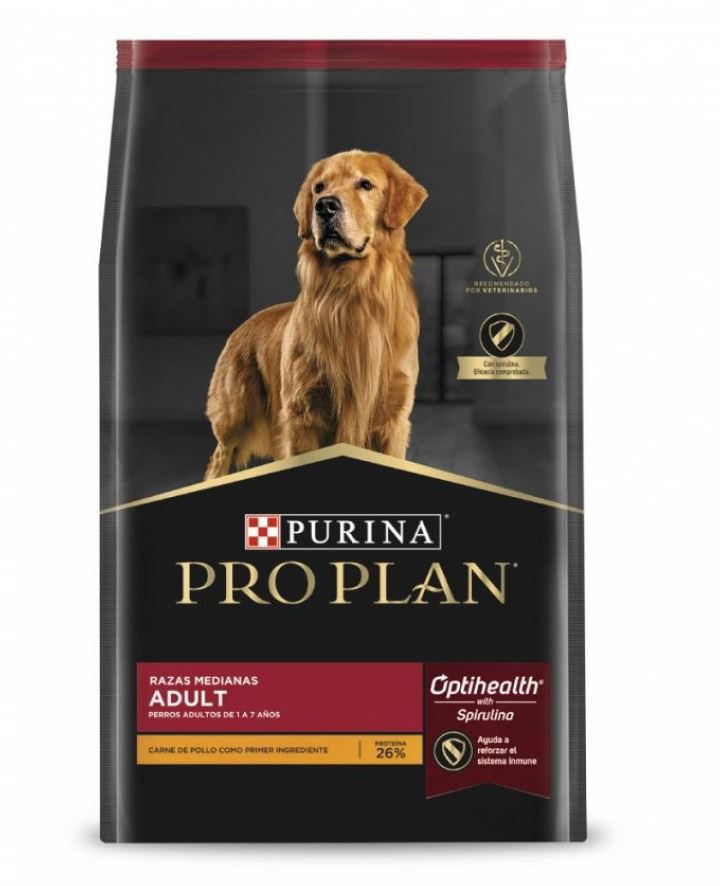 RECOMENDADO
POR VETERINARIOS
Con spirulina.
Eficacia comprobada.
PURINA®
PRO PLAN®
RAZAS MEDIANAS
ADULT
PERROS ADULTOS DE 1 A 7 AÑOS
CARNE DE POLLO COMO PRIMER INGREDIENTE
PROTEÍNA
26%
Optihealth®
with
Spirulina
Ayuda a
reforzar el
sistema inmune